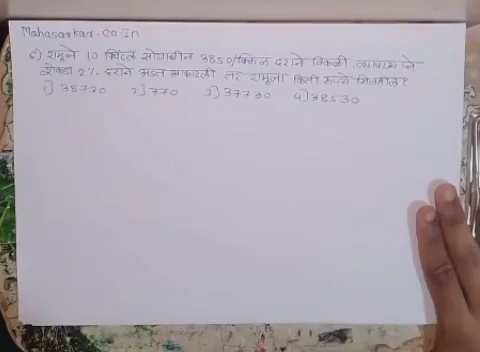 Mahasarkar.co.in
६) रामूने 10 क्विंटल सोयाबीन 3850/क्विंटल दराने विकली व्यापाऱ्याने
शेकडा 2% दराने अडत आकारली तर रामूला किती रूपये मिळतील?
1) 38720 2) 770 3) 37730 4) 38530